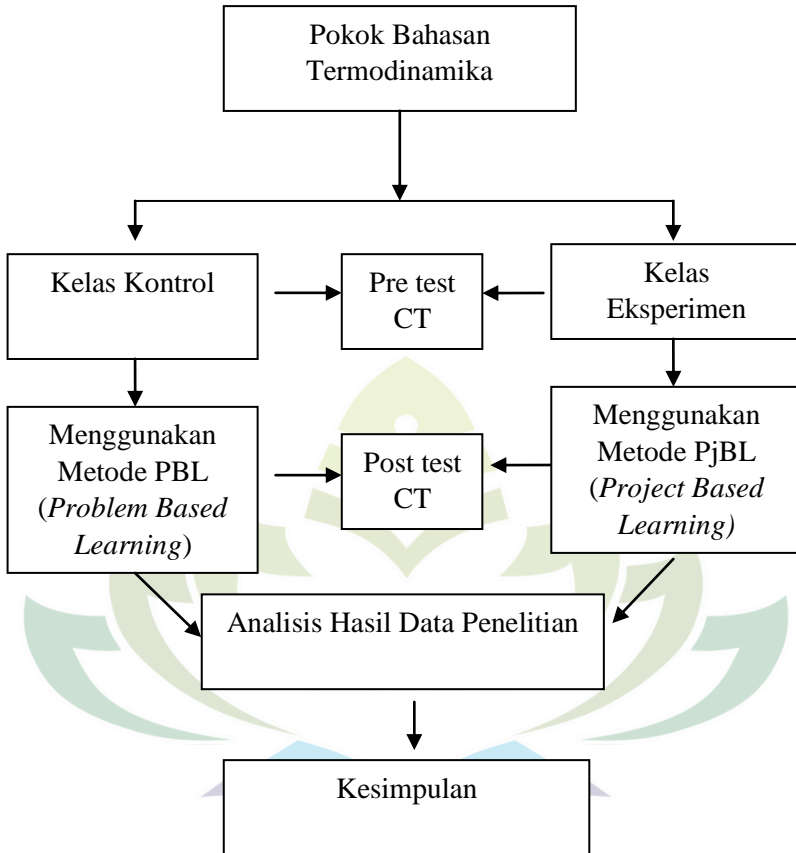 Pokok Bahasan
Termodinamika
Kelas Kontrol
Pre test
CT
Kelas
Eksperimen
Menggunakan
Metode PBL
(Problem Based
Learning)
Post test
CT
Menggunakan
Metode PjBL
(Project Based
Learning)
Analisis Hasil Data Penelitian
Kesimpulan